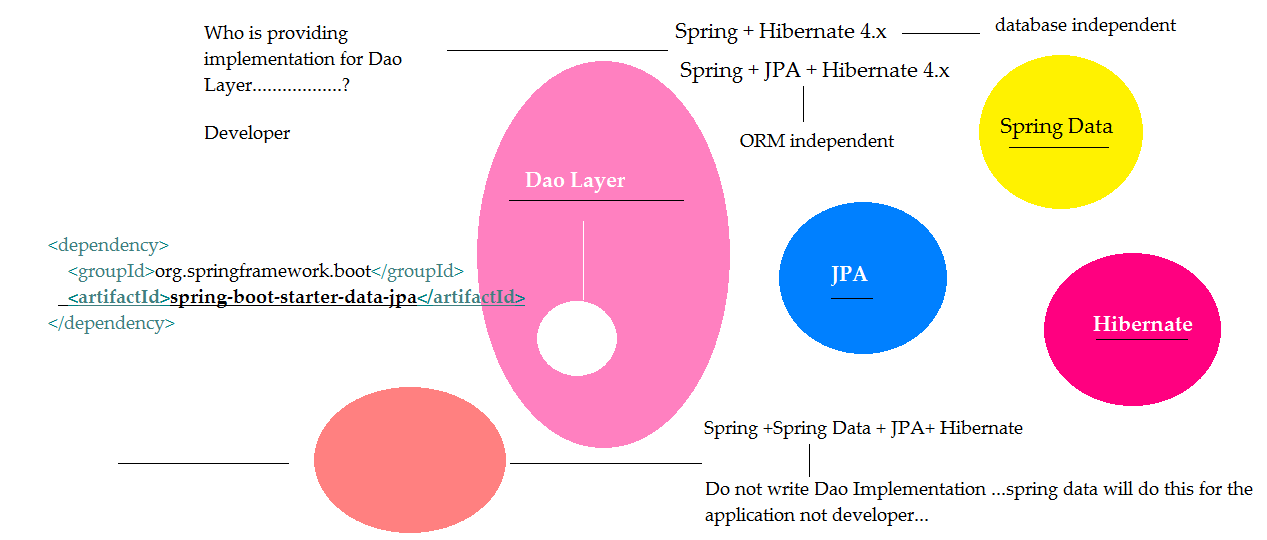 Who is providing
implementation for Dao
Layer..................?
Developer
Spring + Hibernate 4.x
database independent
Spring + JPA + Hibernate 4.x
ORM independent
Spring Data
Dao Layer
JPA
Hibernate
<dependency>
<groupId>org.springframework.boot</groupId>
<artifactId>spring-boot-starter-data-jpa</artifactId>
</dependency>
Spring +Spring Data + JPA+ Hibernate
Do not write Dao Implementation ...spring data will do this for the
application not developer...